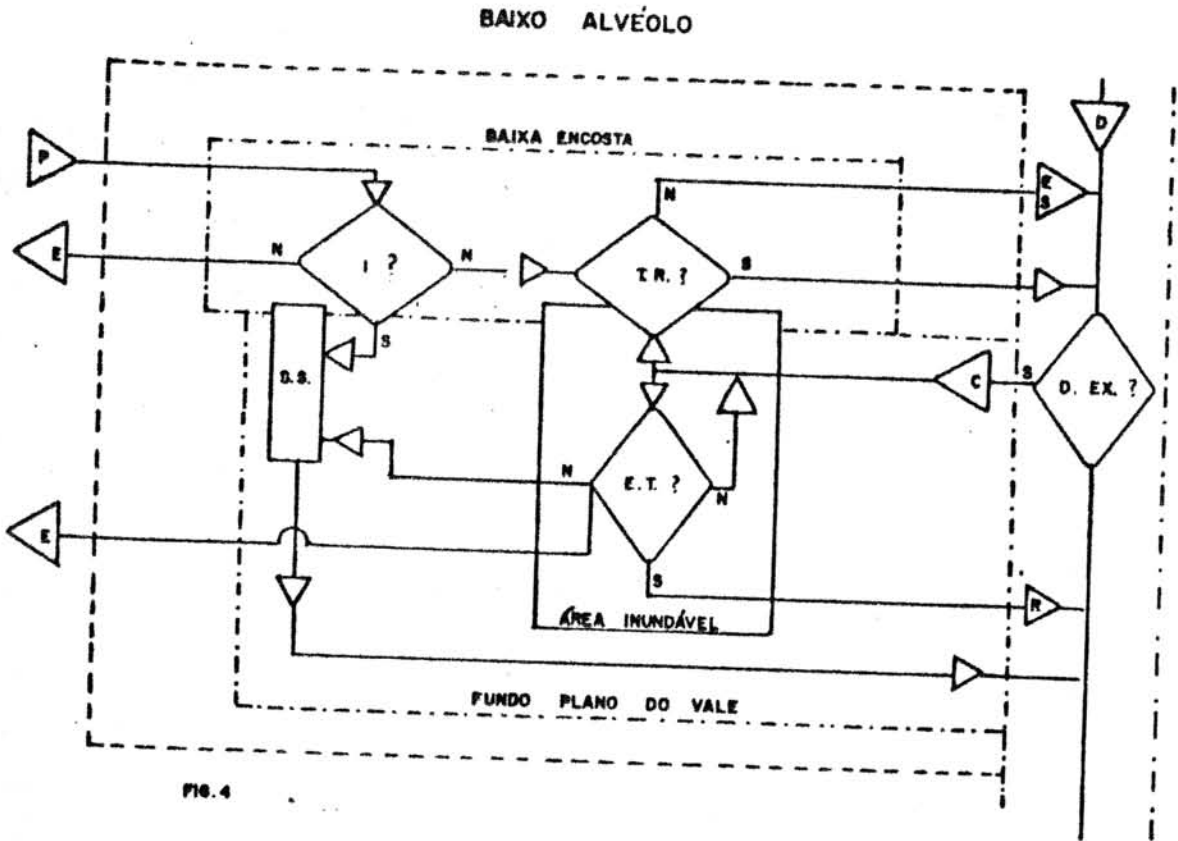 BAIXO ALVÉOLO
D
BAIXA ENCOSTA
P
N
E
S
N
I ?
N
T.R. ?
S
E
S
D.S.
C
S
D. EX. ?
N
E.T. ?
N
E
S
R
ÁREA INUNDÁVEL
FUNDO PLANO DO VALE
FIG. 4